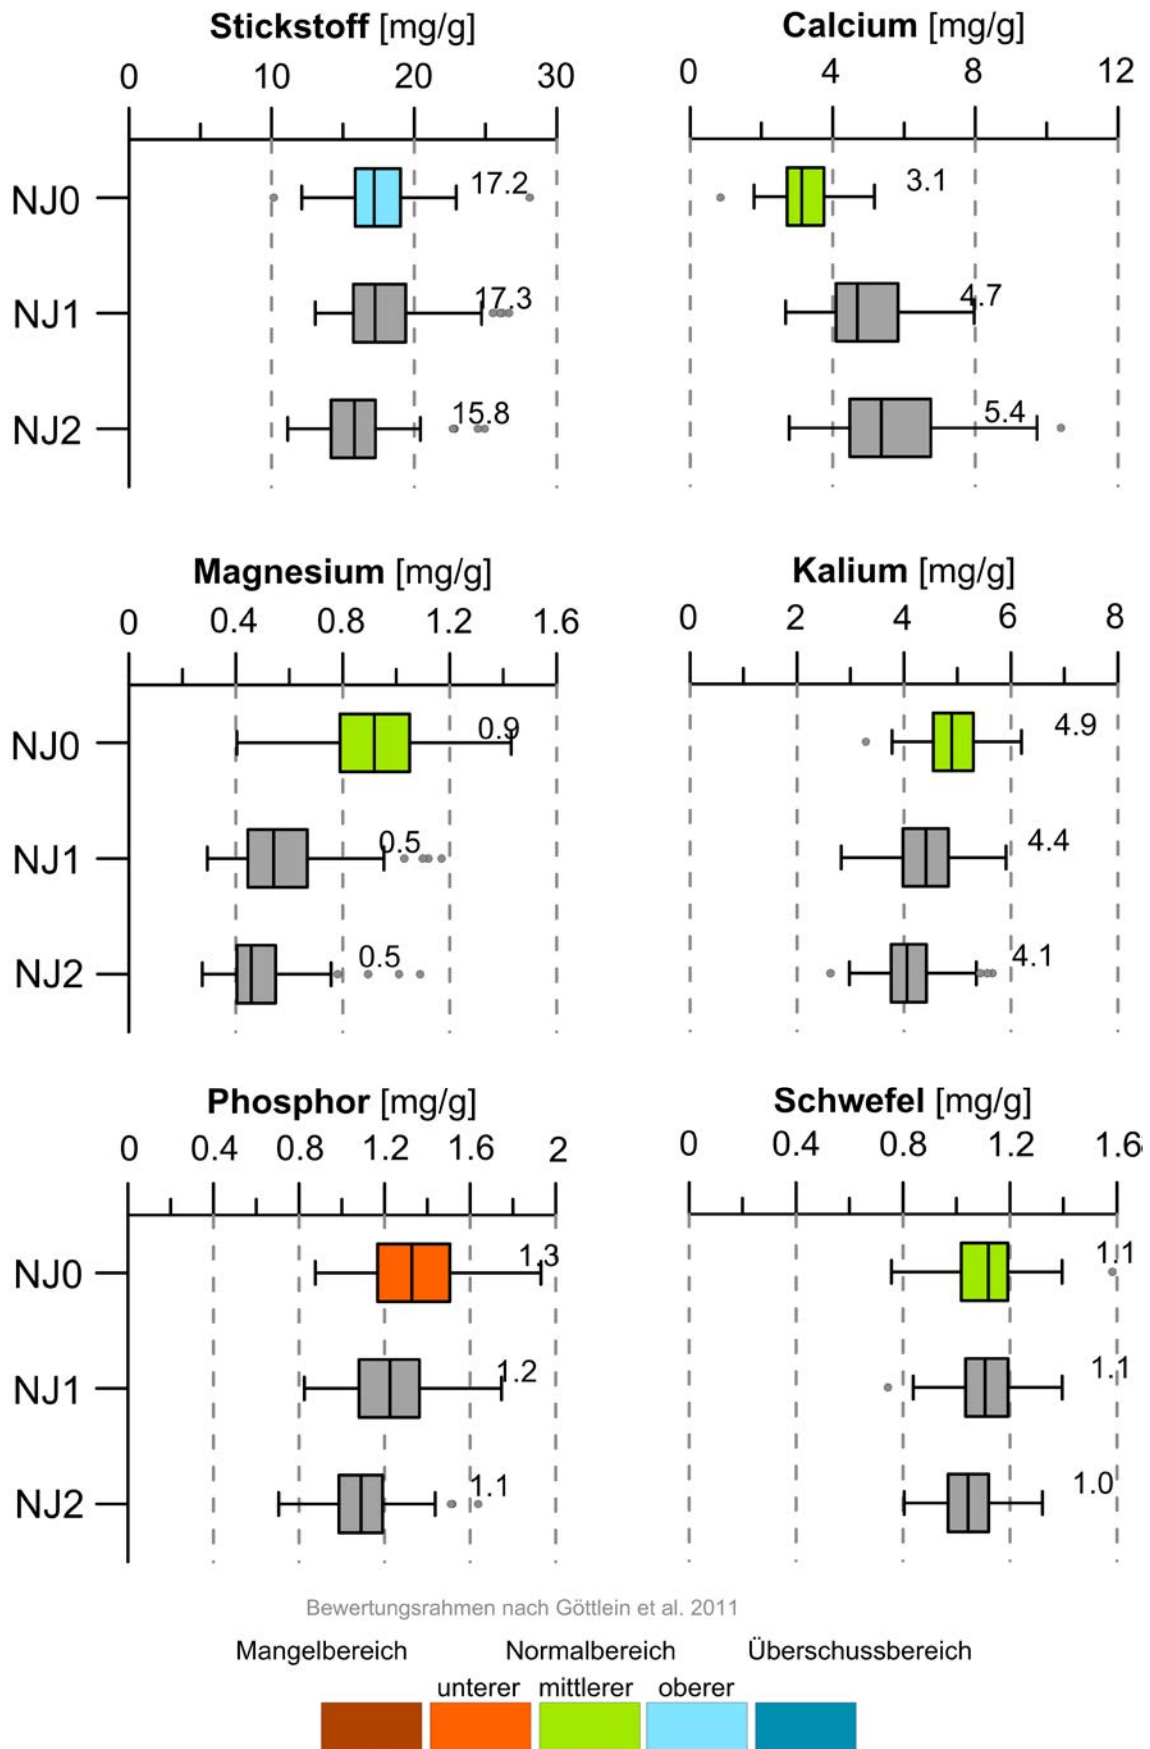 Stickstoff [mg/g]
0 10 20 30
NJ0 17.2
NJ1 17.3
NJ2 15.8
Calcium [mg/g]
0 4 8 12
3.1
4.7
5.4
Magnesium [mg/g]
0 0.4 0.8 1.2 1.6
NJ0 0.9
NJ1 0.5
NJ2 0.5
Kalium [mg/g]
0 2 4 6 8
4.9
4.4
4.1
Phosphor [mg/g]
0 0.4 0.8 1.2 1.6 2
NJ0 1.3
NJ1 1.2
NJ2 1.1
Schwefel [mg/g]
0 0.4 0.8 1.2 1.6
1.1
1.1
1.0
Bewertungsrahmen nach Göttlein et al. 2011
Mangelbereich Normalbereich Überschussbereich
unterer mittlerer oberer